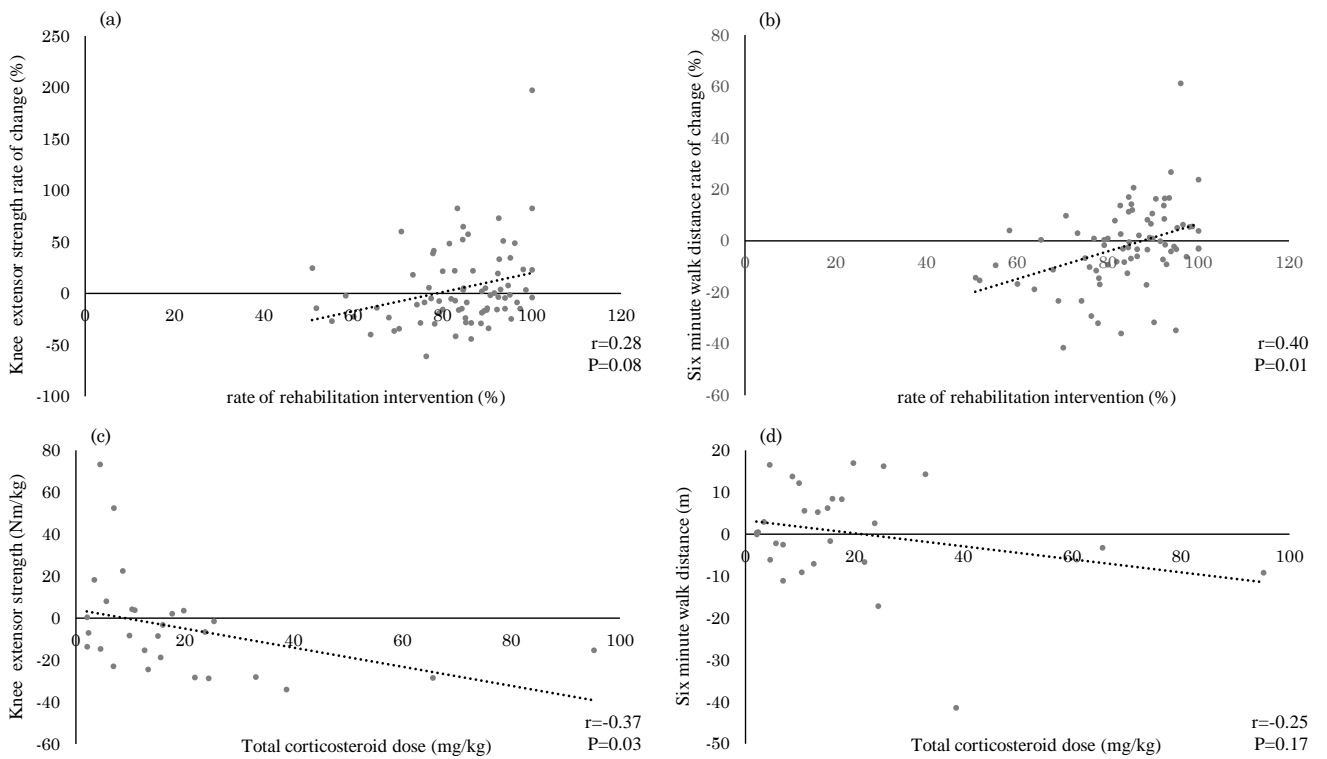 (a)
Knee extensor strength rate of change (%)
250
200
150
100
50
0
-50
-100
0 20 40 60 80 100 120
r=0.28
P=0.08
rate of rehabilitation intervention (%)
(b)
Six minute walk distance rate of change (%)
80
60
40
20
0
-20
-40
-60
0 20 40 60 80 100 120
r=0.40
P=0.01
rate of rehabilitation intervention (%)
(c)
Knee extensor strength (Nm/kg)
80
60
40
20
0
-20
-40
-60
0 20 40 60 80 100
r=-0.37
P=0.03
Total corticosteroid dose (mg/kg)
(d)
Six minute walk distance (m)
20
10
0
-10
-20
-30
-40
-50
0 20 40 60 80 100
r=-0.25
P=0.17
Total corticosteroid dose (mg/kg)